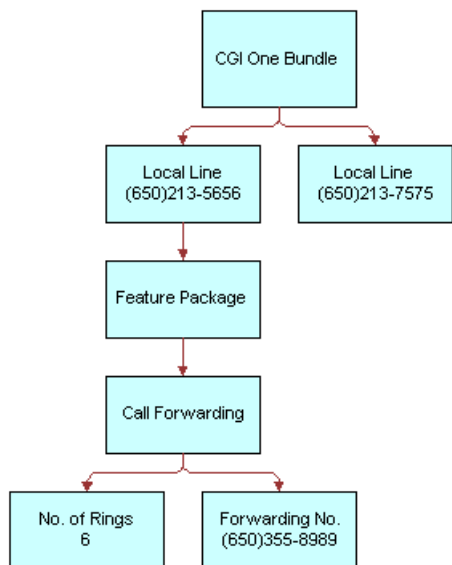 CGI One Bundle
Local Line
(650)213-5656
Local Line
(650)213-7575
Feature Package
Call Forwarding
No. of Rings
6
Forwarding No.
(650)355-8989